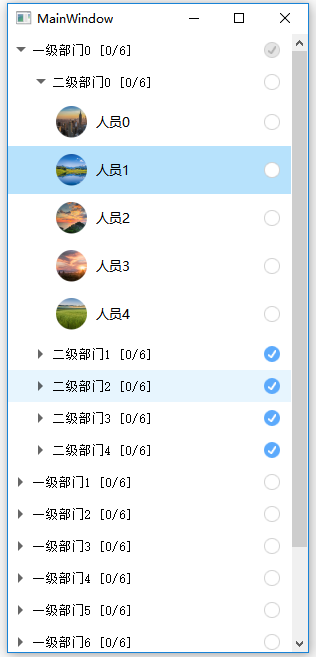 MainWindow
一级部门0 [0/6]
二级部门0 [0/6]
人员0
人员1
人员2
人员3
人员4
二级部门1 [0/6]
二级部门2 [0/6]
二级部门3 [0/6]
二级部门4 [0/6]
一级部门1 [0/6]
一级部门2 [0/6]
一级部门3 [0/6]
一级部门4 [0/6]
一级部门5 [0/6]
一级部门6 [0/6]